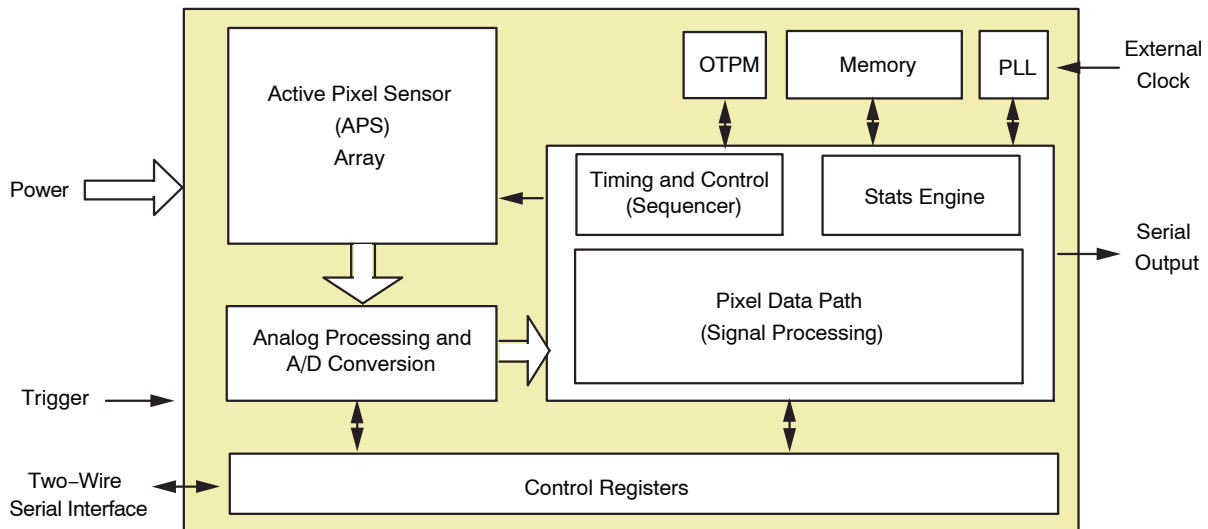 Active Pixel Sensor
(APS)
Array
OTPM
Memory
PLL
External
Clock
Power
Timing and Control
(Sequencer)
Stats Engine
Serial
Output
Pixel Data Path
(Signal Processing)
Analog Processing and
A/D Conversion
Trigger
Two−Wire
Serial Interface
Control Registers